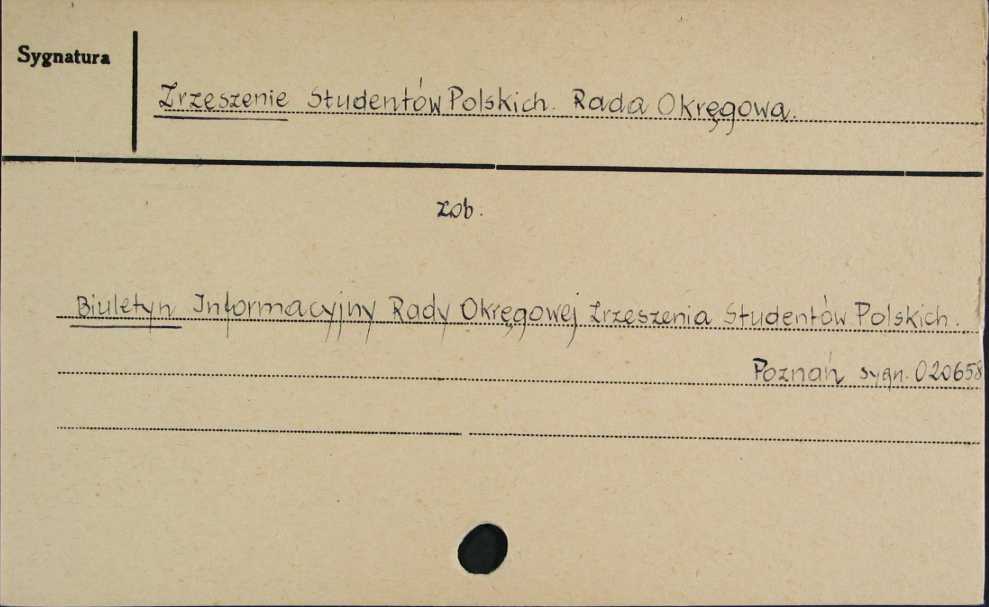 Sygnatura
Zrzeszenie Studentów Polskich. Rada Okręgowa.
zob.
Biuletyn Informacyjny Rady Okręgowej Zrzeszenia Studentów Polskich.
Poznań sygn. 020658